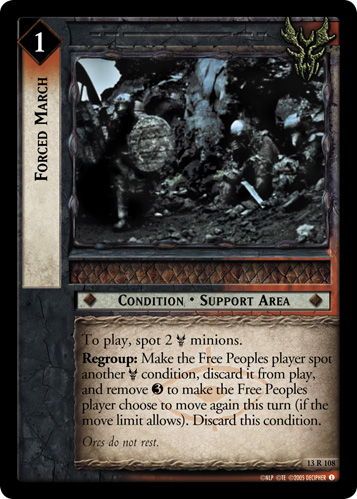 1
Forced March
Condition • Support Area
To play, spot 2 minions.
Regroup: Make the Free Peoples player spot
another condition, discard it from play,
and remove 3 to make the Free Peoples
player choose to move again this turn (if the
move limit allows). Discard this condition.
Orcs do not rest.
13 R 108
©NLP ©TE ©2005 DECIPHER